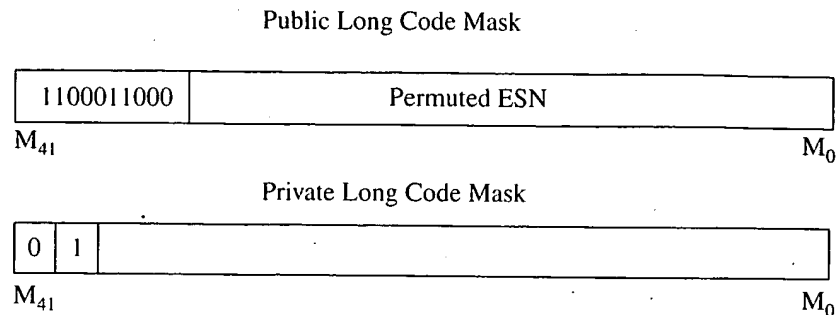 Public Long Code Mask
1100011000 Permuted ESN
M41 M0
Private Long Code Mask
0 1
M41 M0